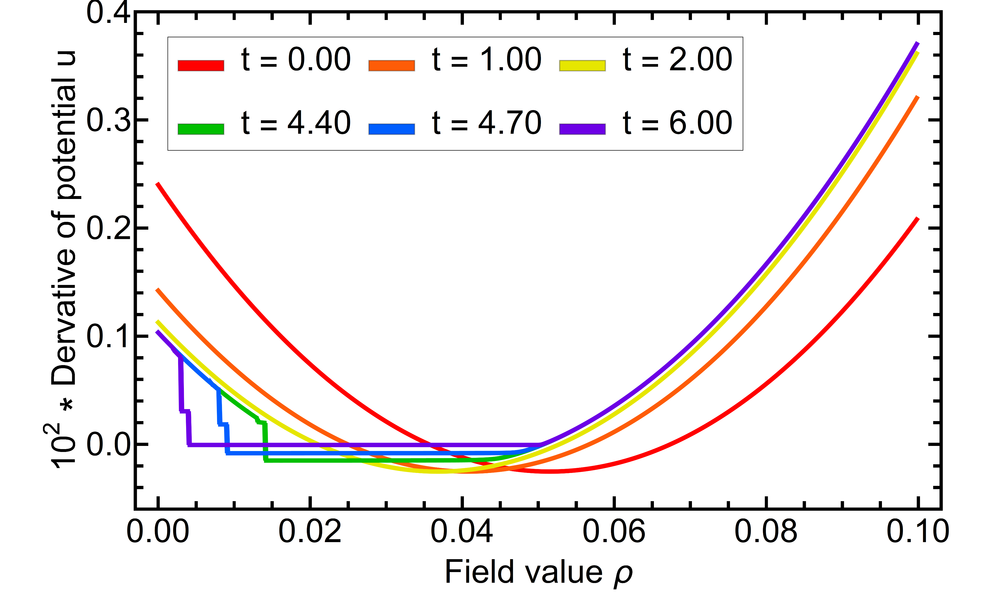 10² * Dervative of potential u
0.4
0.3
0.2
0.1
0.0
t = 0.00 t = 1.00 t = 2.00
t = 4.40 t = 4.70 t = 6.00
0.00 0.02 0.04 0.06 0.08 0.10
Field value ρ